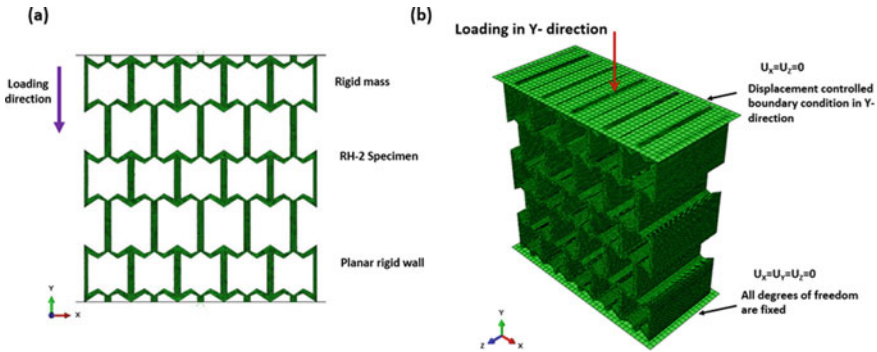 (a)
Loading
direction
Rigid mass
RH-2 Specimen
Planar rigid wall
Y
X
(b)
Loading in Y- direction
UX=UZ=0
Displacement controlled
boundary condition in Y-
direction
UX=UY=UZ=0
All degrees of freedom
are fixed
Y
Z
X